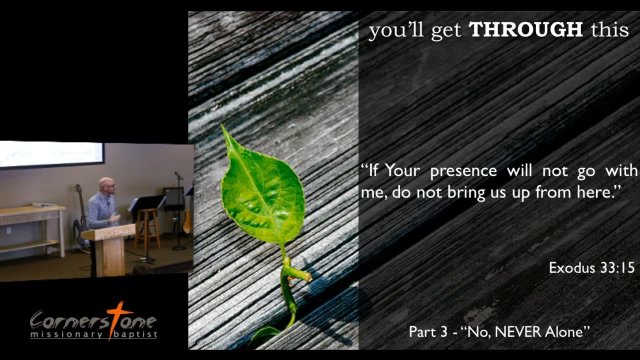 you’ll get THROUGH this
“If Your presence will not go with
me, do not bring us up from here.”
Exodus 33:15
Part 3 - “No, NEVER Alone”
Cornerstone
missionary baptist